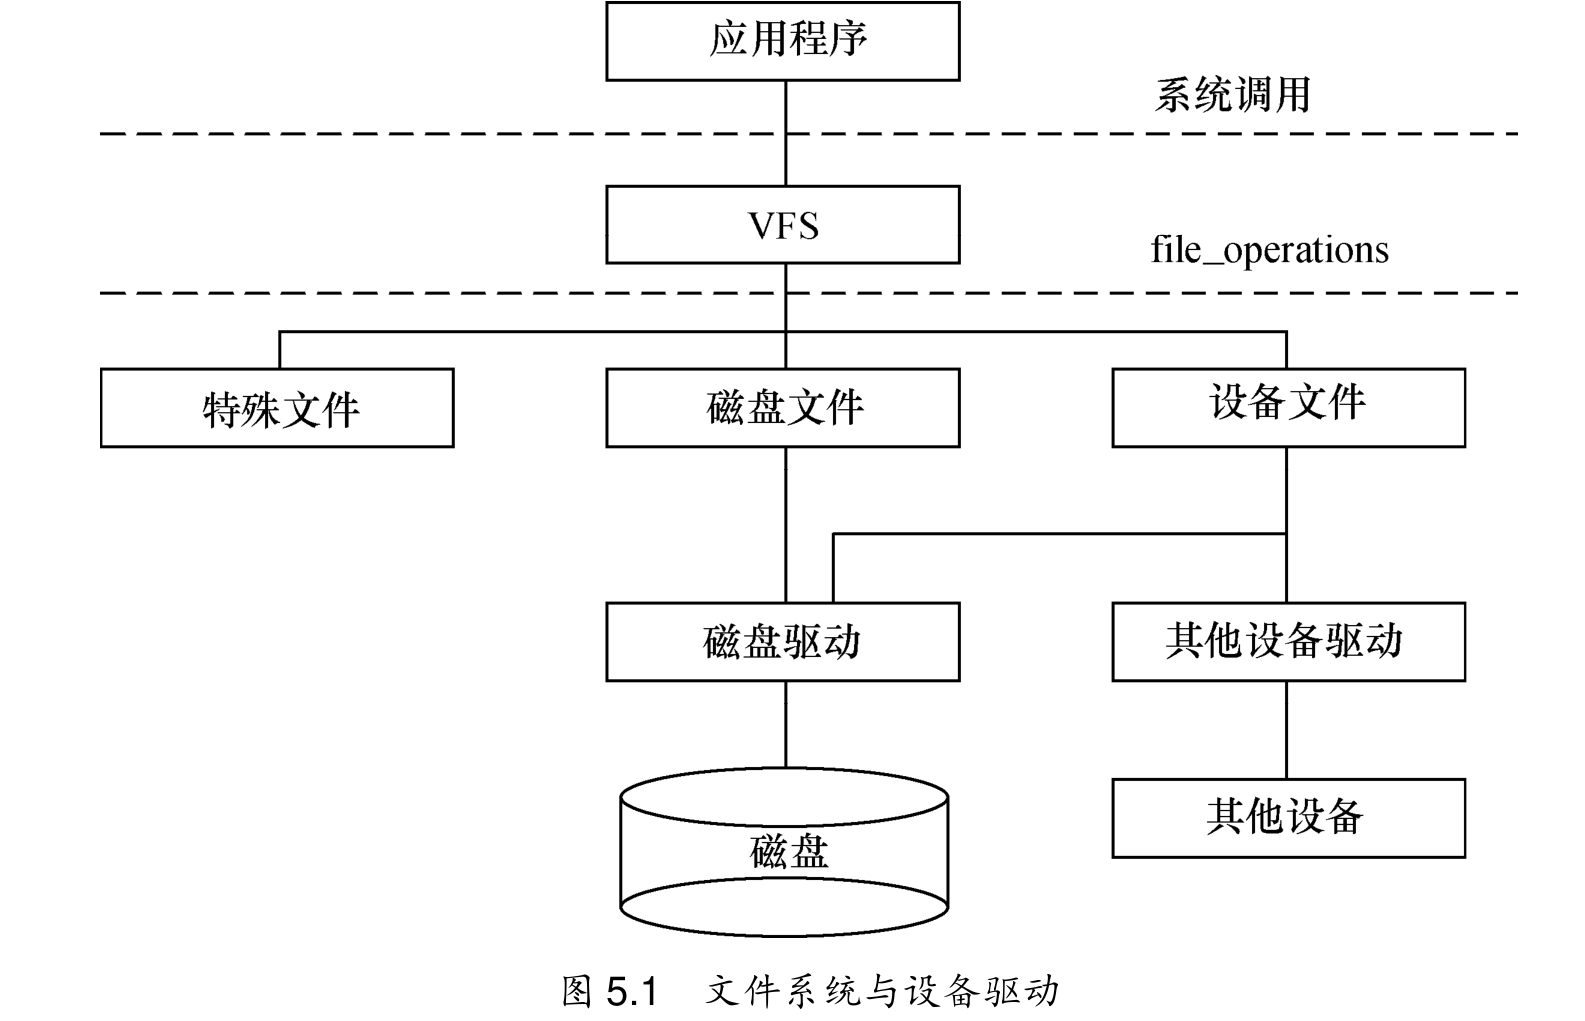 应用程序
系统调用
VFS
file_operations
特殊文件
磁盘文件
设备文件
磁盘驱动
其他设备驱动
其他设备
磁盘
图 5.1 文件系统与设备驱动